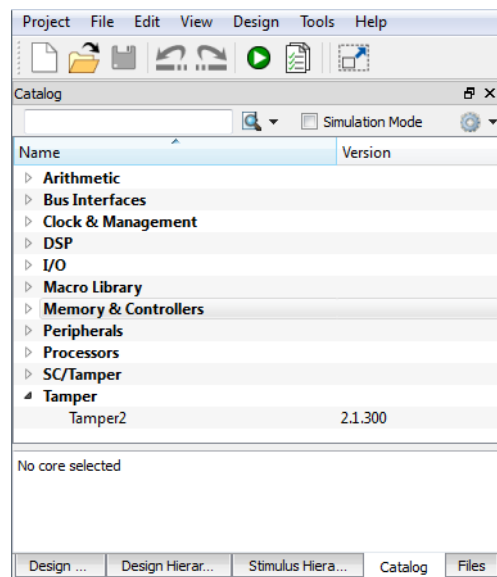 Project File Edit View Design Tools Help
Catalog
Simulation Mode
Name Version
Arithmetic
Bus Interfaces
Clock & Management
DSP
I/O
Macro Library
Memory & Controllers
Peripherals
Processors
SC/Tamper
Tamper
Tamper2 2.1.300
No core selected
Design ... Design Hierar... Stimulus Hiera... Catalog Files